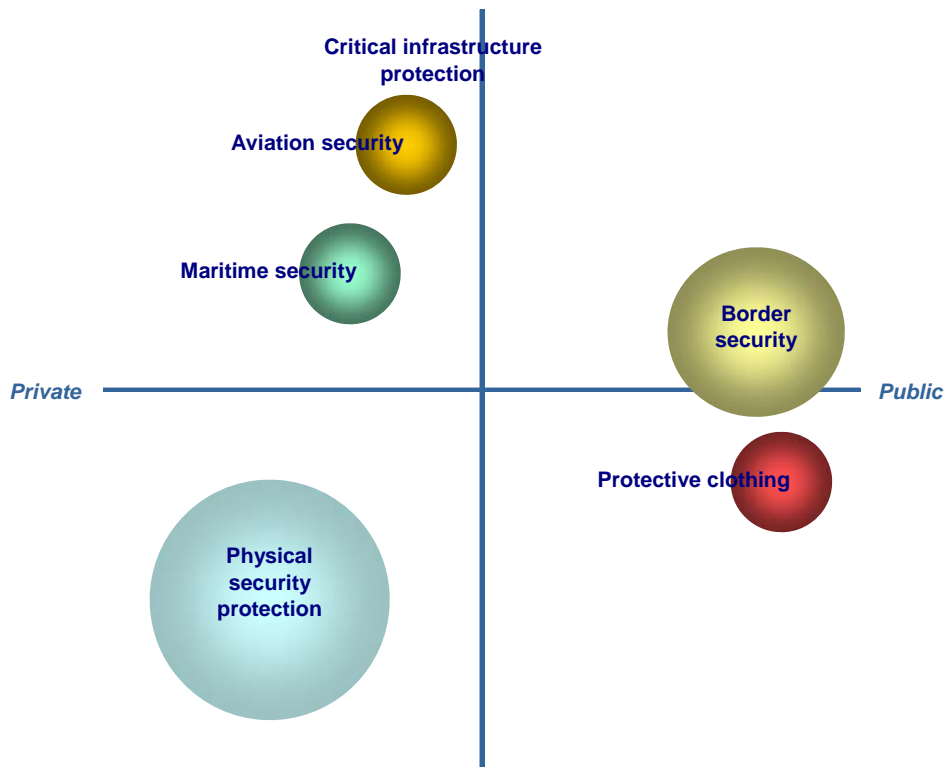 Critical infrastructure
protection
Aviation security
Maritime security
Border
security
Private
Public
Protective clothing
Physical
security
protection